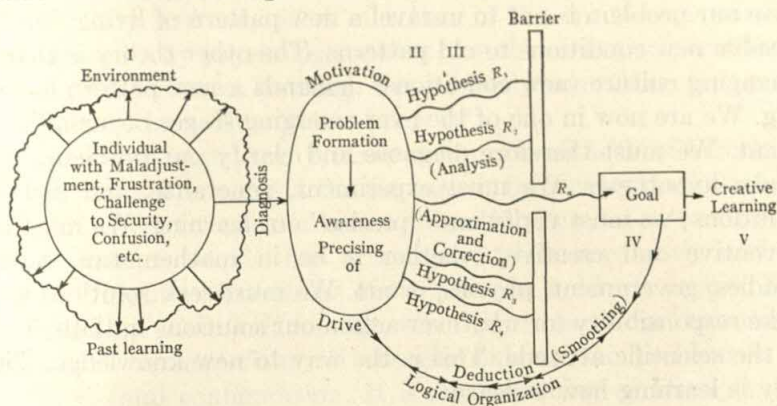 Barrier
Environment
II III
Motivation
Hypothesis R₁
Problem
Formation
Hypothesis R₂
(Analysis)
Individual
with Maladjust-
ment, Frustration,
Challenge
to Security,
Confusion,
etc.
Diagnosis
Goal
Creative
Learning
V
IV
Awareness
Precising
of
(Approximation
and
Correction)
Hypothesis R₃
Hypothesis R₄
Drive
Past learning
Deduction
(Smoothing)
Logical Organization